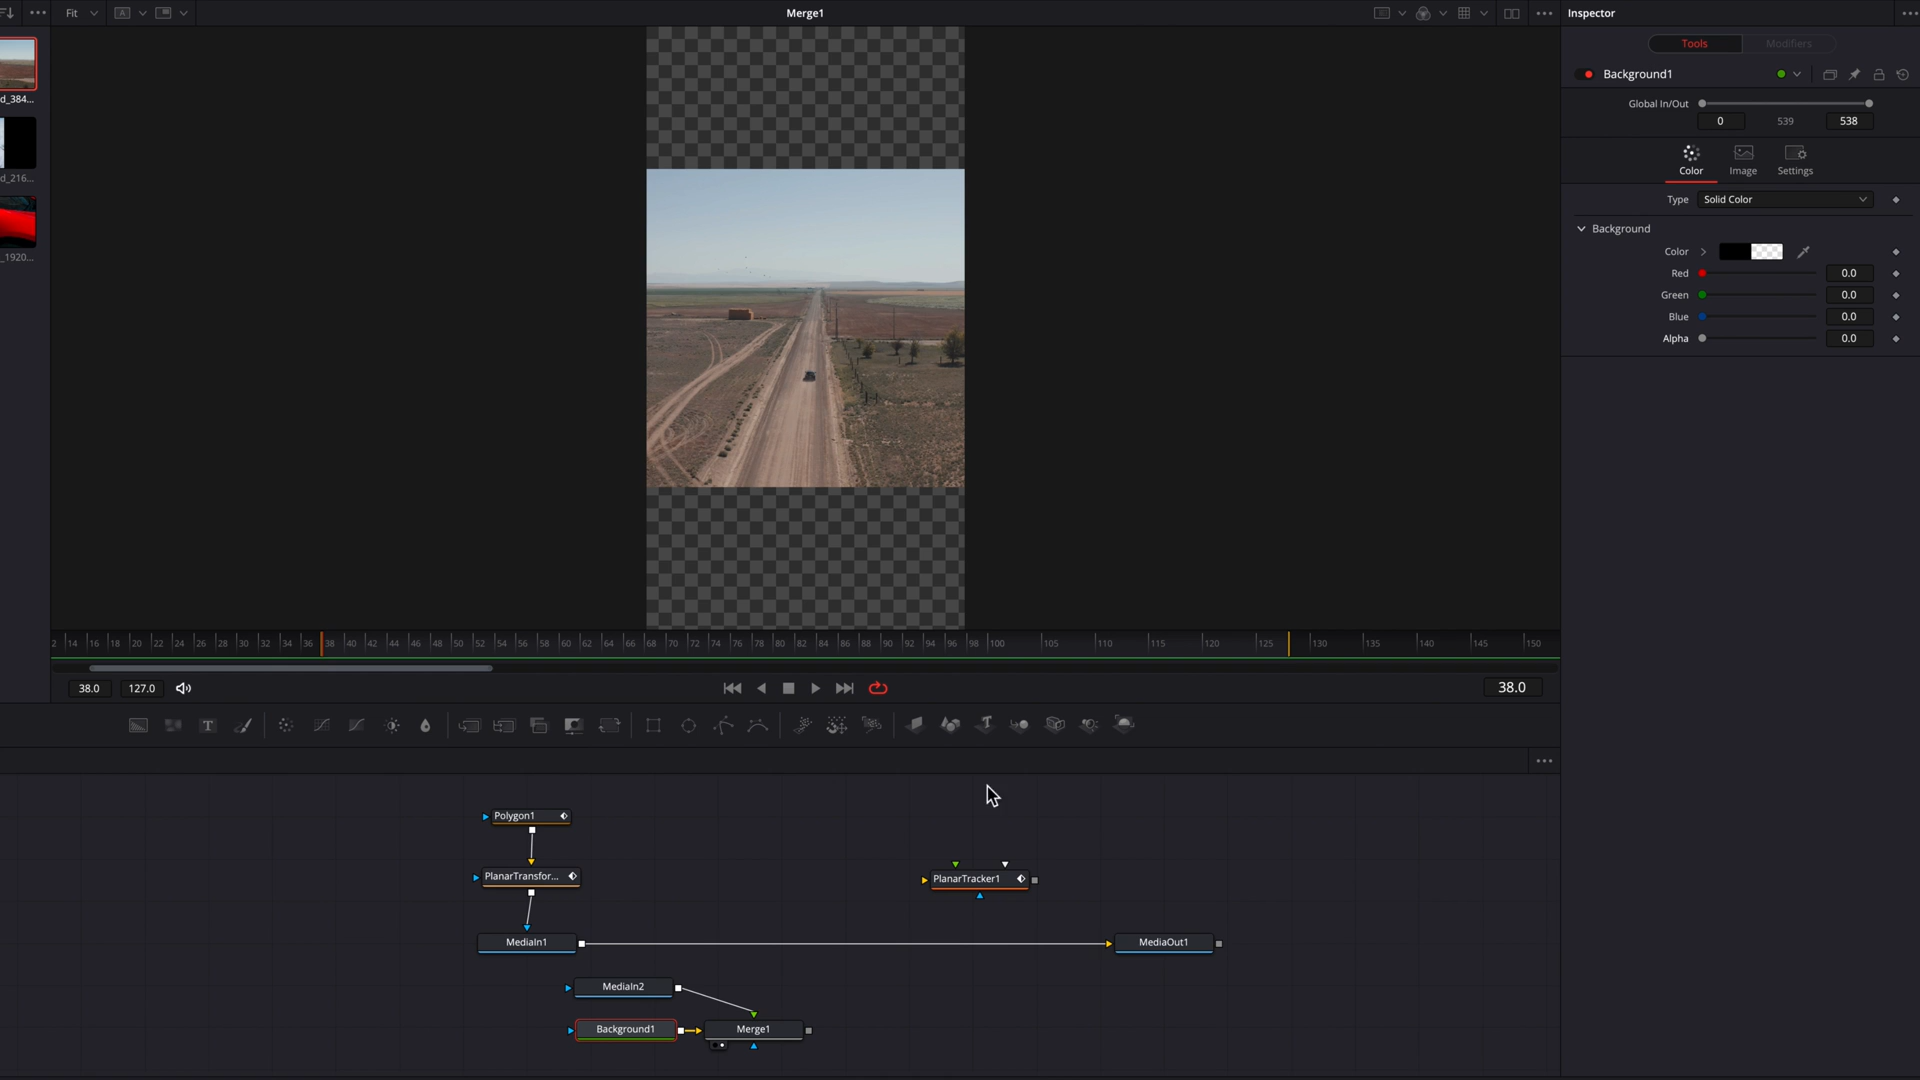 Fit
A
Merge1
Inspector
Tools
Modifiers
Background1
Global In/Out
0
539
538
Color
Image
Settings
Type
Solid Color
Background
Color
Red
0.0
Green
0.0
Blue
0.0
Alpha
0.0
d_384...
d_216...
_1920...
2 14 16 18 20 22 24 26 28 30 32 34 36 38 40 42 44 46 48 50 52 54 56 58 60 62 64 66 68 70 72 74 76 78 80 82 84 86 88 90 92 94 96 98 100 105 110 115 120 125 130 135 140 145 150
38.0
127.0
38.0
T
Polygon1
PlanarTransfor...
PlanarTracker1
MediaIn1
MediaOut1
MediaIn2
Background1
Merge1